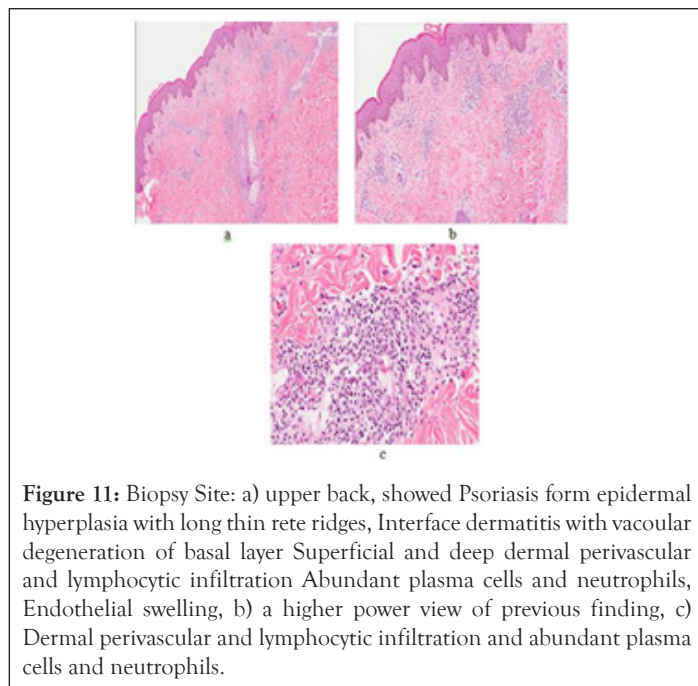 a
b
c
Figure 11: Biopsy Site: a) upper back, showed Psoriasis form epidermal
hyperplasia with long thin rete ridges, Interface dermatitis with vacoular
degeneration of basal layer Superficial and deep dermal perivascular
and lymphocytic infiltration Abundant plasma cells and neutrophils,
Endothelial swelling, b) a higher power view of previous finding, c)
Dermal perivascular and lymphocytic infiltration and abundant plasma
cells and neutrophils.